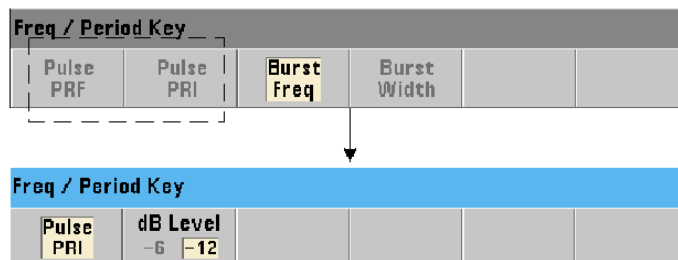 Freq / Period Key
Pulse PRF
Pulse PRI
Burst Freq
Burst Width
Freq / Period Key
Pulse PRI
dB Level
-6 -12